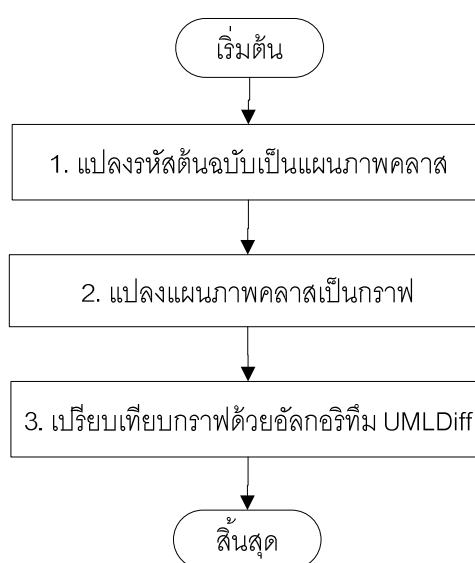 เริ่มต้น
1. แปลงรหัสต้นฉบับเป็นแผนภาพคลาส
2. แปลงแผนภาพคลาสเป็นกราฟ
3. เปรียบเทียบกราฟด้วยอัลกอริทึม UMLDiff
สิ้นสุด